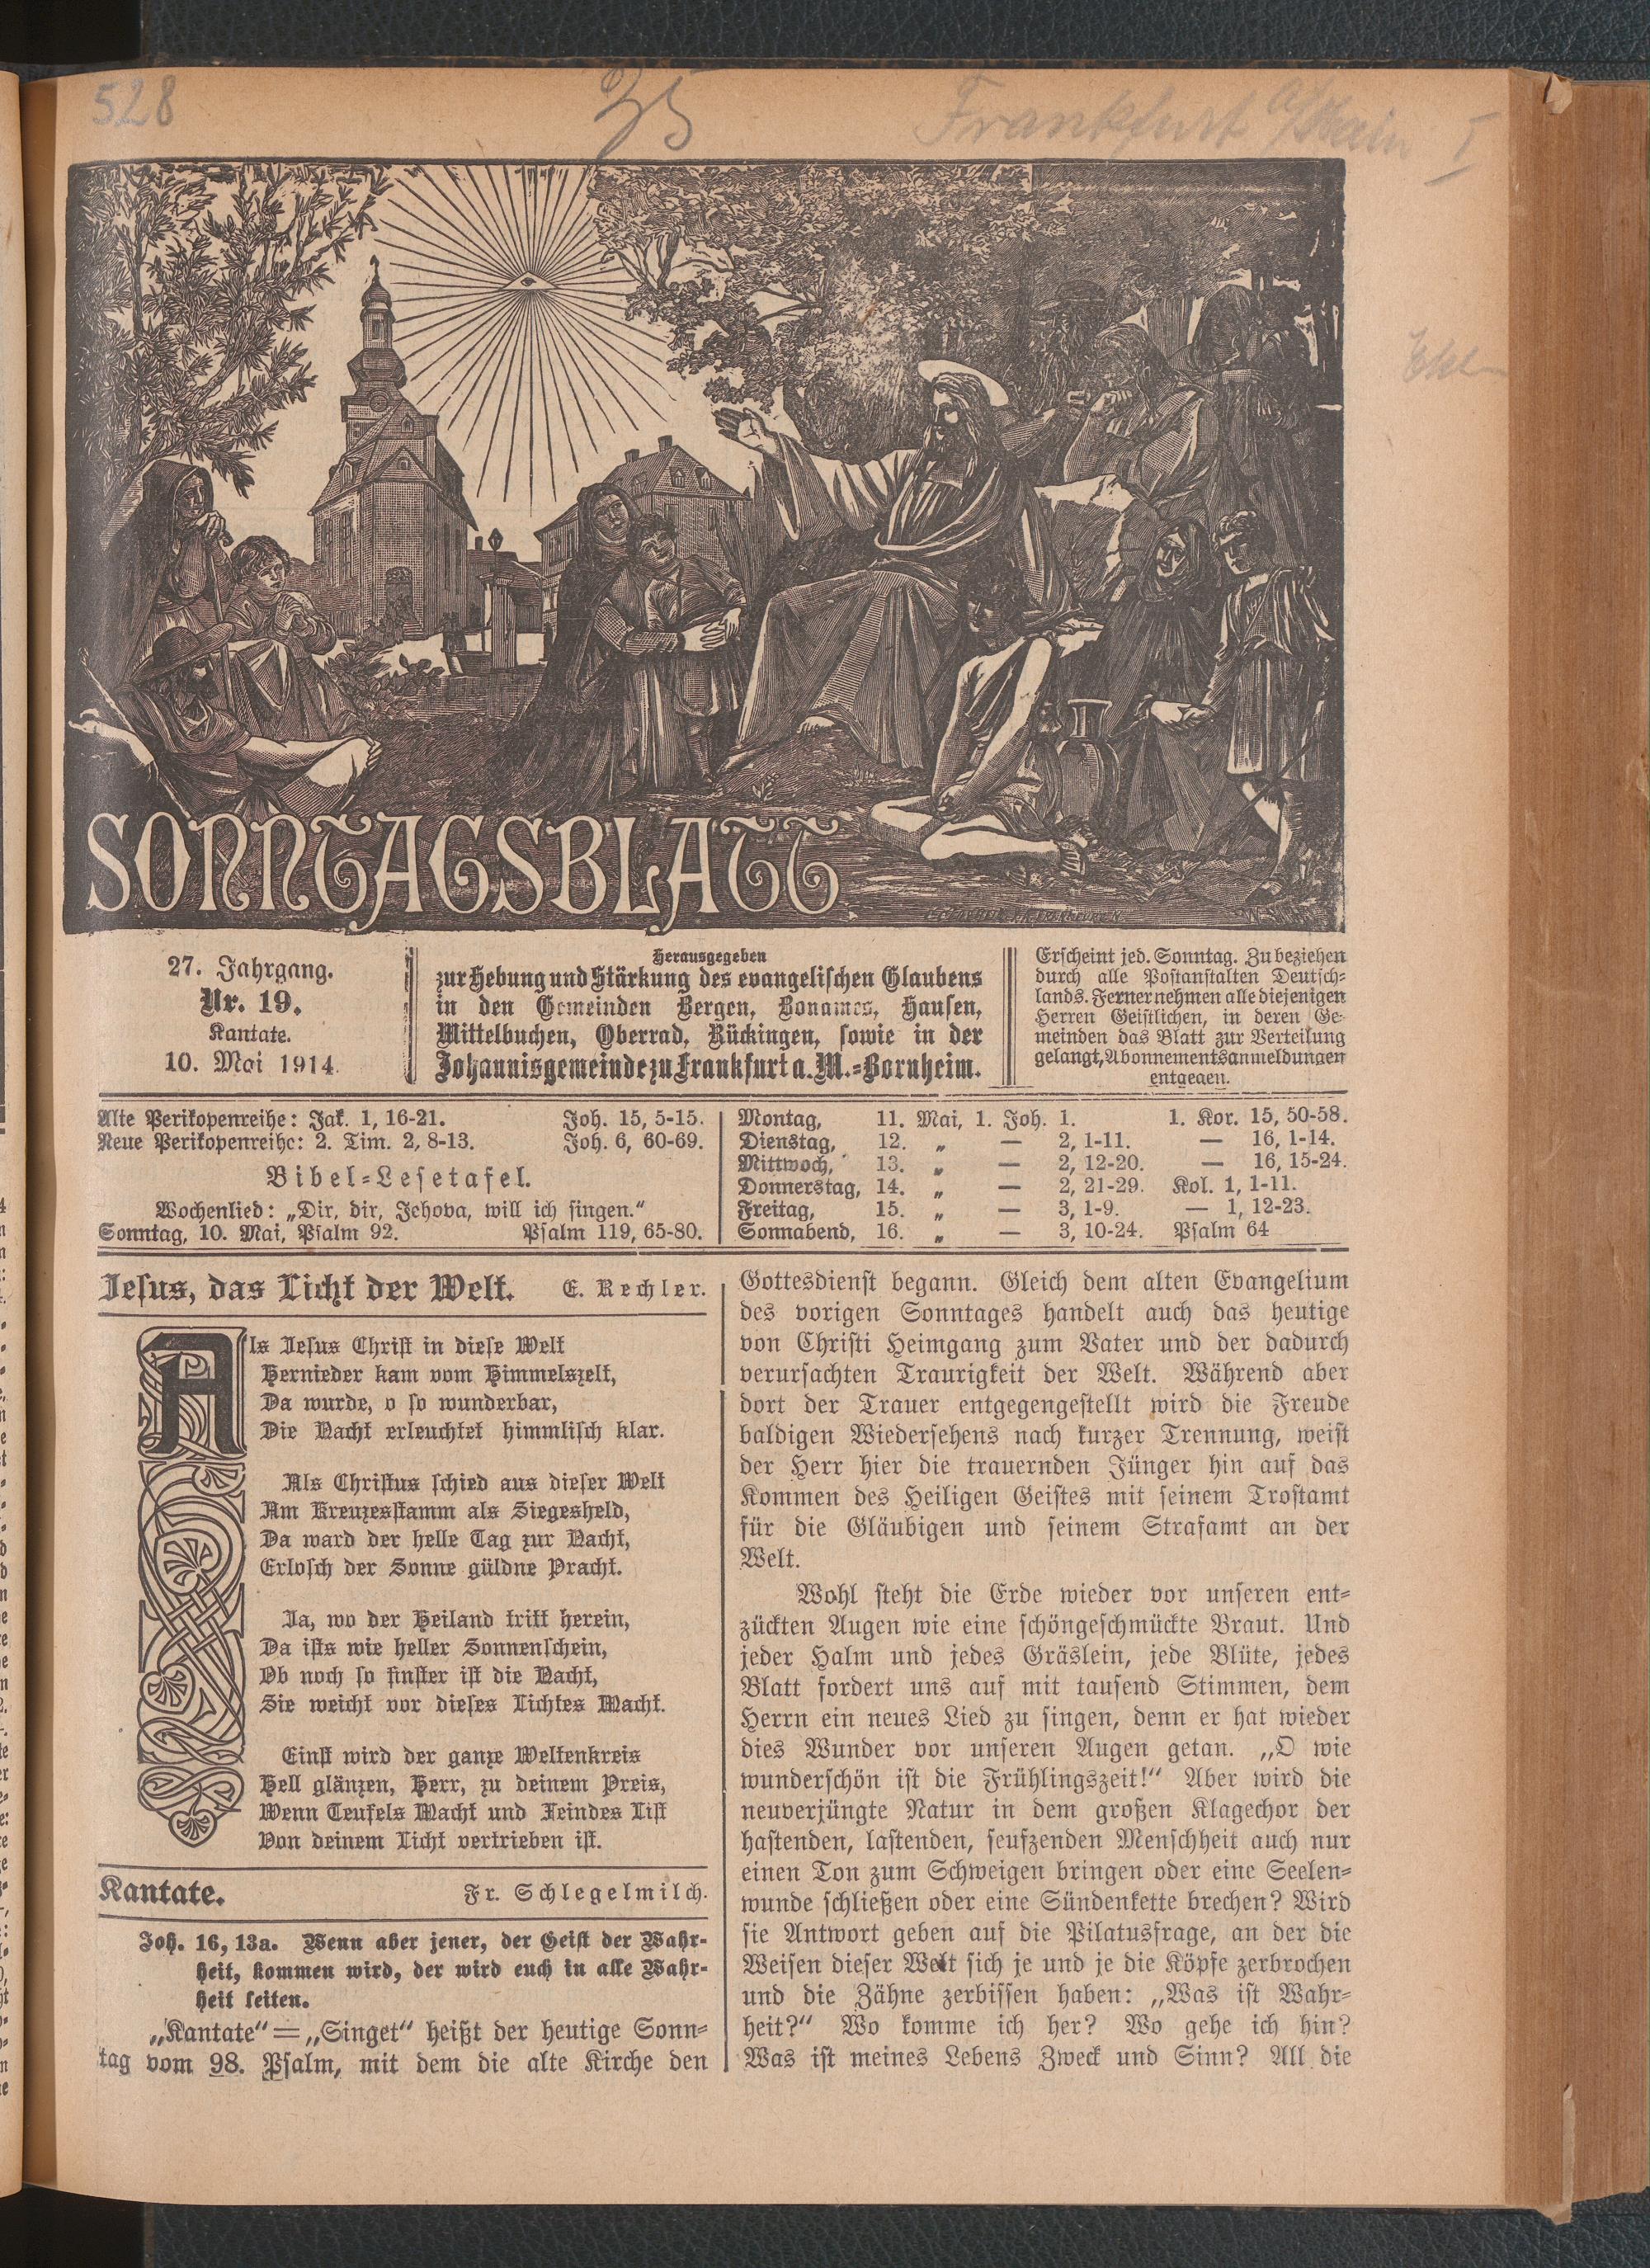 528
25
Frankfurt a/Main I
SONNTAGSBLATT
27. Jahrgang.
Nr. 19.
Kantate.
10. Mai 1914.
Herausgegeben
zur Hebung und Stärkung des evangelischen Glaubens
in den Gemeinden Bergen, Bonames, Hausen,
Mittelbuchen, Oberrad, Rückingen, sowie in der
Johannisgemeinde zu Frankfurt a. M.-Bornheim.
Erscheint jed. Sonntag. Zu beziehen
durch alle Postanstalten Deutsch-
lands. Ferner nehmen alle diejenigen
Herren Geistlichen, in deren Ge-
meinden das Blatt zur Verteilung
gelangt, Abonnementsanmeldungen
entgegen.
Alte Perikopenreihe: Jak. 1, 16-21. Joh. 15, 5-15.
Neue Perikopenreihe: 2. Tim. 2, 8-13. Joh. 6, 60-69.
Bibel-Lesetafel.
Wochenlied: „Dir, dir, Jehova, will ich singen.“
Sonntag, 10. Mai, Psalm 92. Psalm 119, 65-80.
Montag, 11. Mai, 1. Joh. 1. 1. Kor. 15, 50-58.
Dienstag, 12. „ — 2, 1-11. — 16, 1-14.
Mittwoch, 13. „ — 2, 12-20. — 16, 15-24.
Donnerstag, 14. „ — 2, 21-29. Kol. 1, 1-11.
Freitag, 15. „ — 3, 1-9. — 1, 12-23.
Sonnabend, 16. „ — 3, 10-24. Psalm 64
Jesus, das Licht der Welt. E. Rechler.
Als Jesus Christ in diese Welt
Hernieder kam vom Himmelszelt,
Da wurde, o so wunderbar,
Die Nacht erleuchtet himmlisch klar.
Als Christus schied aus dieser Welt
Am Kreuzesstamm als Siegesheld,
Da ward der helle Tag zur Nacht,
Erlosch der Sonne güldne Pracht.
Ja, wo der Heiland tritt herein,
Da ists wie heller Sonnenschein,
Ob noch so finster ist die Nacht,
Sie weicht vor dieses Lichtes Macht.
Einst wird der ganze Weltenkreis
Hell glänzen, Herr, zu deinem Preis,
Wenn Teufels Macht und Feindes List
Von deinem Licht vertrieben ist.
Kantate. Fr. Schlegelmilch.
Joh. 16, 13a. Wenn aber jener, der Geist der Wahr-
heit, kommen wird, der wird euch in alle Wahr-
heit leiten.
„Kantate“ = „Singet“ heißt der heutige Sonn-
tag vom 98. Psalm, mit dem die alte Kirche den
Gottesdienst begann. Gleich dem alten Evangelium
des vorigen Sonntages handelt auch das heutige
von Christi Heimgang zum Vater und der dadurch
verursachten Traurigkeit der Welt. Während aber
dort der Trauer entgegengestellt wird die Freude
baldigen Wiedersehens nach kurzer Trennung, weist
der Herr hier die trauernden Jünger hin auf das
Kommen des Heiligen Geistes mit seinem Trostamt
für die Gläubigen und seinem Strafamt an der
Welt.
Wohl steht die Erde wieder vor unseren ent-
zückten Augen wie eine schöngeschmückte Braut. Und
jeder Halm und jedes Gräslein, jede Blüte, jedes
Blatt fordert uns auf mit tausend Stimmen, dem
Herrn ein neues Lied zu singen, denn er hat wieder
dies Wunder vor unseren Augen getan. „O wie
wunderschön ist die Frühlingszeit!“ Aber wird die
neuverjüngte Natur in dem großen Klagechor der
hastenden, lastenden, seufzenden Menschheit auch nur
einen Ton zum Schweigen bringen oder eine Seelen-
wunde schließen oder eine Sündenkette brechen? Wird
sie Antwort geben auf die Pilatusfrage, an der die
Weisen dieser Welt sich je und je die Köpfe zerbrochen
und die Zähne zerbissen haben: „Was ist Wahr-
heit?“ Wo komme ich her? Wo gehe ich hin?
Was ist meines Lebens Zweck und Sinn? All die